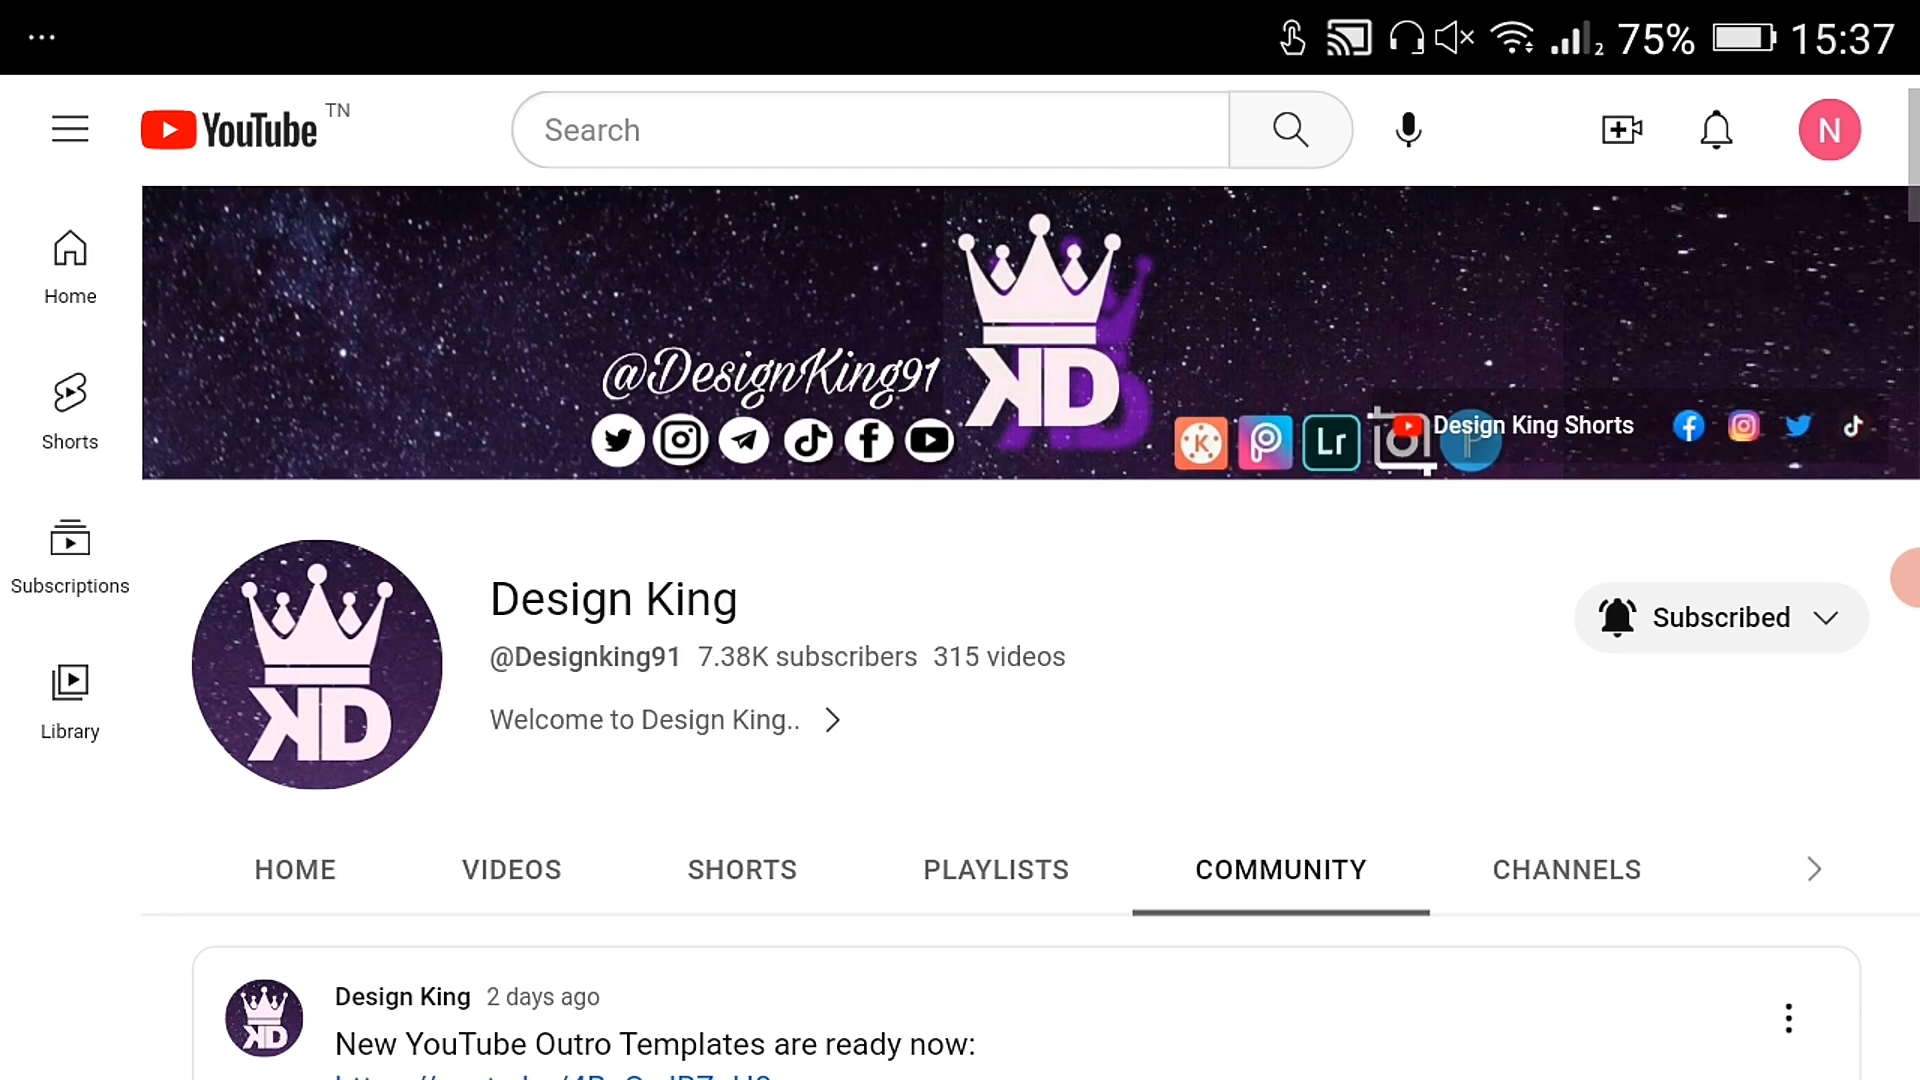 75% 15:37
YouTube TN
Search
N
Home
Shorts
Subscriptions
Library
@DesignKing91
KD
K
Lr
P
Design King Shorts
KD
Design King
@Designking91 7.38K subscribers 315 videos
Welcome to Design King..
Subscribed
HOME VIDEOS SHORTS PLAYLISTS COMMUNITY CHANNELS
KD
Design King 2 days ago
New YouTube Outro Templates are ready now: